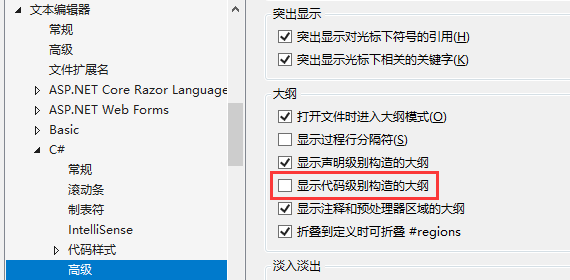 文本编辑器
常规
高级
文件扩展名
ASP.NET Core Razor Language
ASP.NET Web Forms
Basic
C#
常规
滚动条
制表符
IntelliSense
代码样式
高级
突出显示
突出显示对光标下符号的引用(H)
突出显示光标下相关的关键字(K)
大纲
打开文件时进入大纲模式(O)
显示过程行分隔符(S)
显示声明级别构造的大纲
显示代码级别构造的大纲
显示注释和预处理器区域的大纲
折叠到定义时可折叠 #regions
淡入淡出